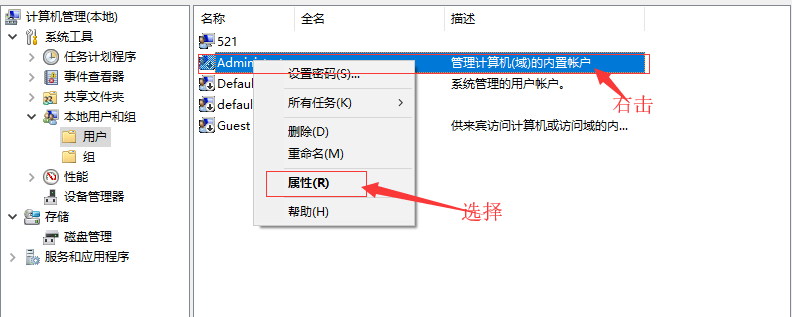 计算机管理(本地)
系统工具
任务计划程序
事件查看器
共享文件夹
本地用户和组
用户
组
性能
设备管理器
存储
磁盘管理
服务和应用程序
名称 全名 描述
521
Admini 管理计算机(域)的内置帐户
Default 系统管理的用户帐户。
default
Guest 供来宾访问计算机或访问域的内...
设置密码(S)...
所有任务(K)
删除(D)
重命名(M)
属性(R)
帮助(H)
右击
选择